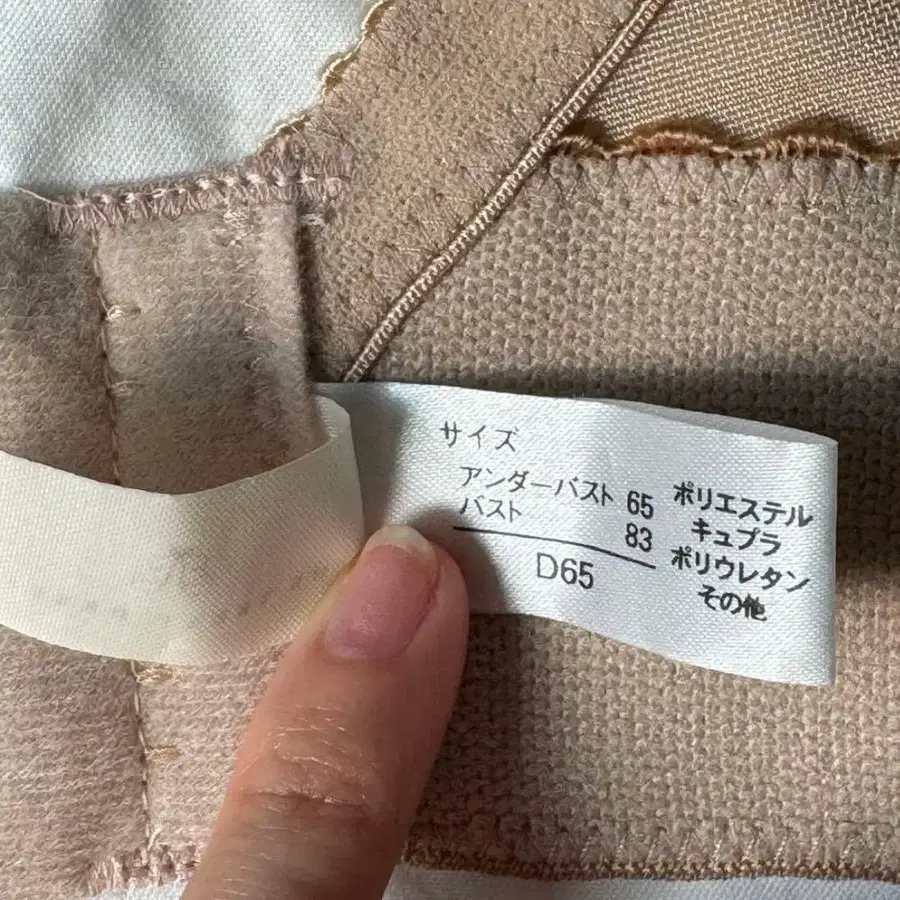 サイズ
アンダーバスト 65
バスト 83
D65
ポリエステル
キュプラ
ポリウレタン
その他